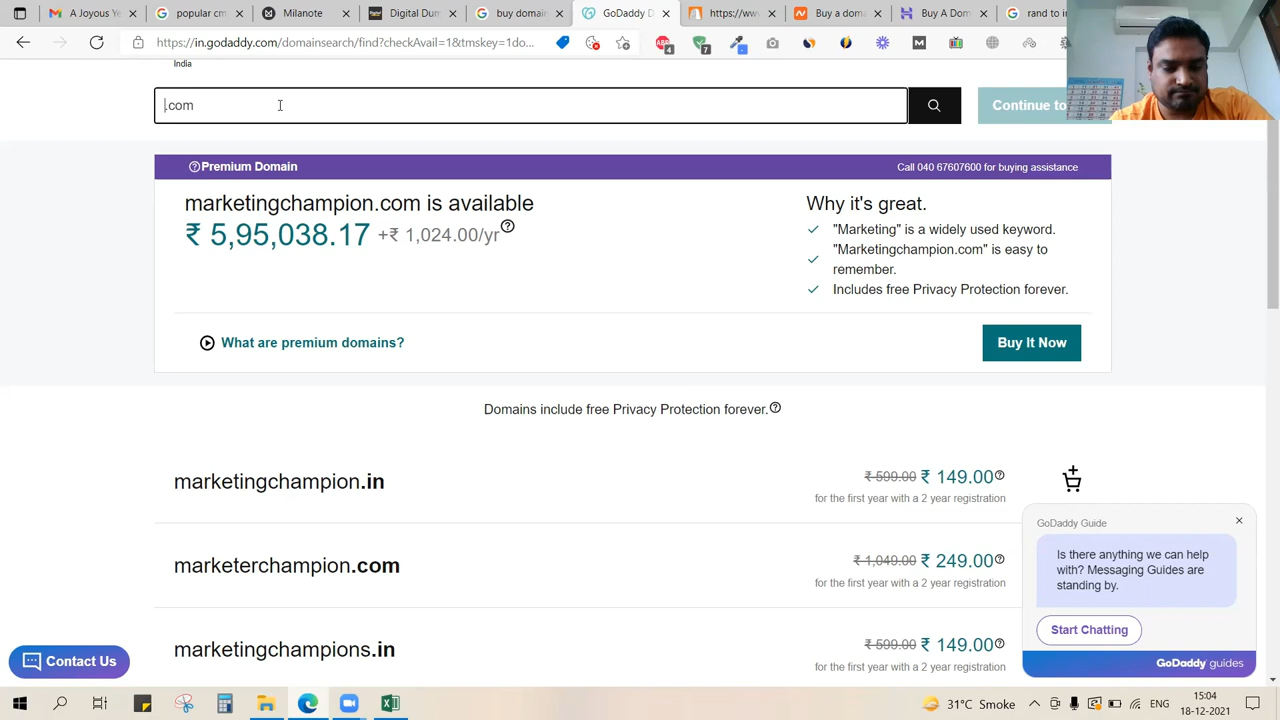 A Joyous Ye
popular cm
Milanote
Digital Dum
buy domain
GoDaddy D
https://www
Buy a doma
Buy A Dom
rand to in
https://in.godaddy.com/domainsearch/find?checkAvail=1&tmskey=1do...
India
.com
Continue to
Premium Domain
Call 040 67607600 for buying assistance
marketingchampion.com is available
₹ 5,95,038.17 +₹ 1,024.00/yr
Why it's great.
"Marketing" is a widely used keyword.
"Marketingchampion.com" is easy to
remember.
Includes free Privacy Protection forever.
What are premium domains?
Buy It Now
Domains include free Privacy Protection forever.
marketingchampion.in
₹ 599.00 ₹ 149.00
for the first year with a 2 year registration
marketerchampion.com
₹ 1,049.00 ₹ 249.00
for the first year with a 2 year registration
marketingchampions.in
₹ 599.00 ₹ 149.00
for the first year with a 2 year registration
GoDaddy Guide
Is there anything we can help
with? Messaging Guides are
standing by.
Start Chatting
GoDaddy guides
Contact Us
31°C Smoke
ENG
15:04
18-12-2021